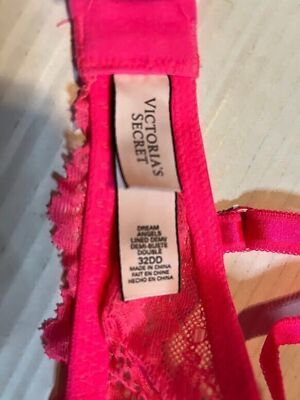 VICTORIA'S
SECRET
DREAM
ANGELS
LINED DEMI
DEMI-BUSTE
DOUBLÉ
32DD
MADE IN CHINA
FAIT EN CHINE
HECHO EN CHINA